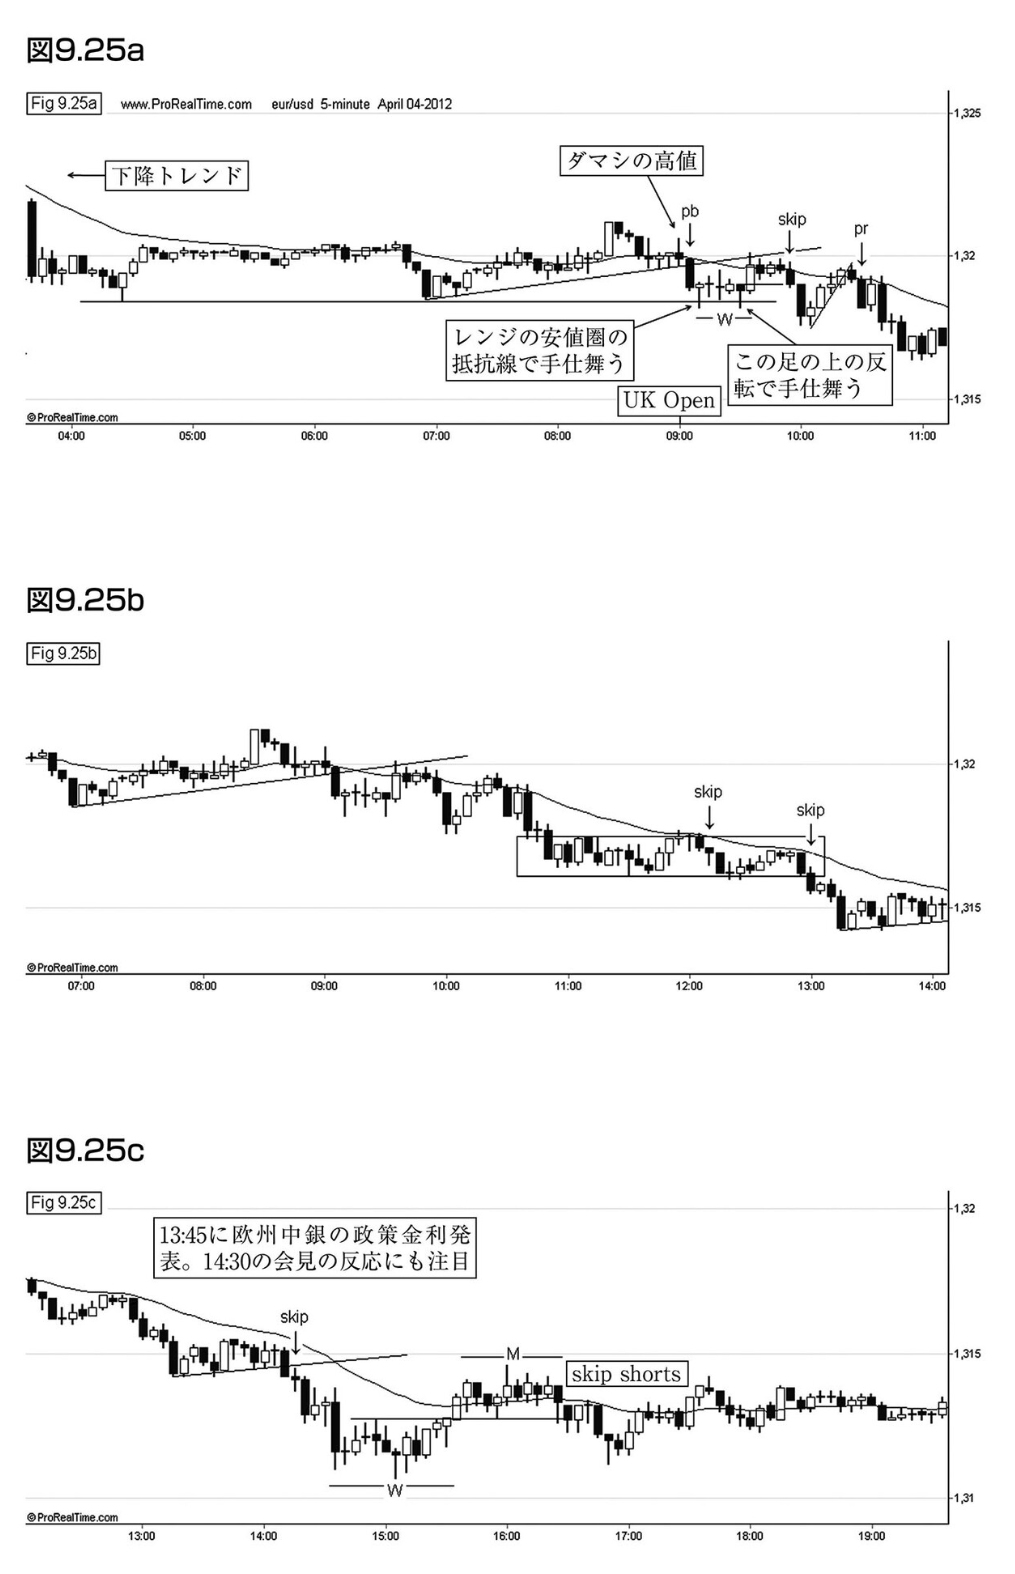 図9.25a
Fig 9.25a www.ProRealTime.com eur/usd 5-minute April 04-2012
1,325
下降トレンド
ダマシの高値
pb
skip
pr
1,32
W
レンジの安値圏の
抵抗線で手仕舞う
この足の上の反
転で手仕舞う
UK Open
1,315
©ProRealTime.com
04:00 05:00 06:00 07:00 08:00 09:00 10:00 11:00
図9.25b
Fig 9.25b
1,32
skip
skip
1,315
©ProRealTime.com
07:00 08:00 09:00 10:00 11:00 12:00 13:00 14:00
図9.25c
Fig 9.25c
1,32
13:45に欧州中銀の政策金利発
表。14:30の会見の反応にも注目
skip
M
1,315
skip shorts
W
1,31
©ProRealTime.com
13:00 14:00 15:00 16:00 17:00 18:00 19:00